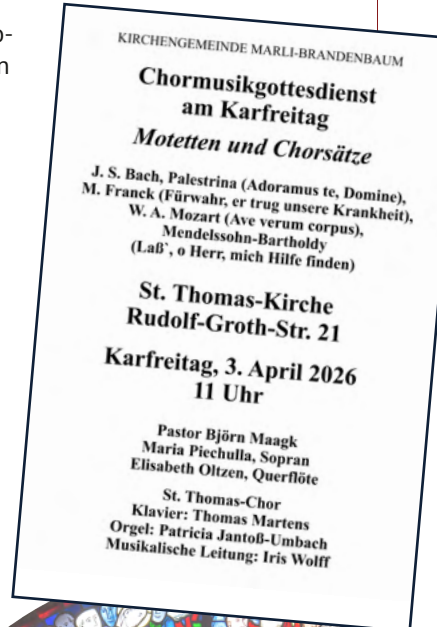 KIRCHENGEMEINDE MARLI-BRANDENBAUM
Chormusikgottesdienst
am Karfreitag
Motetten und Chorsätze
J. S. Bach, Palestrina (Adoramus te, Domine),
M. Franck (Fürwahr, er trug unsere Krankheit),
W. A. Mozart (Ave verum corpus),
Mendelssohn-Bartholdy
(Laß`, o Herr, mich Hilfe finden)
St. Thomas-Kirche
Rudolf-Groth-Str. 21
Karfreitag, 3. April 2026
11 Uhr
Pastor Björn Maagk
Maria Piechulla, Sopran
Elisabeth Oltzen, Querflöte
St. Thomas-Chor
Klavier: Thomas Martens
Orgel: Patricia Jantoß-Umbach
Musikalische Leitung: Iris Wolff